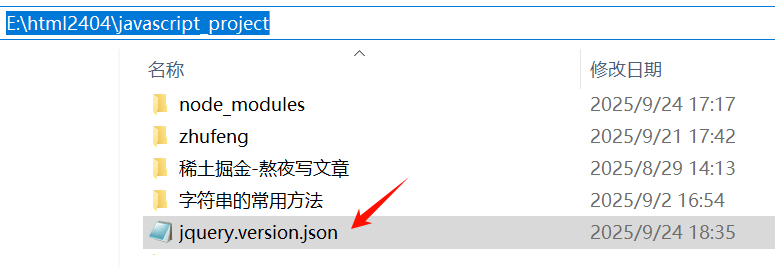 E:\html2404\javascript_project
名称 修改日期
node_modules 2025/9/24 17:17
zhufeng 2025/9/21 17:42
稀土掘金-熬夜写文章 2025/8/29 14:13
字符串的常用方法 2025/9/2 16:54
jquery.version.json 2025/9/24 18:35